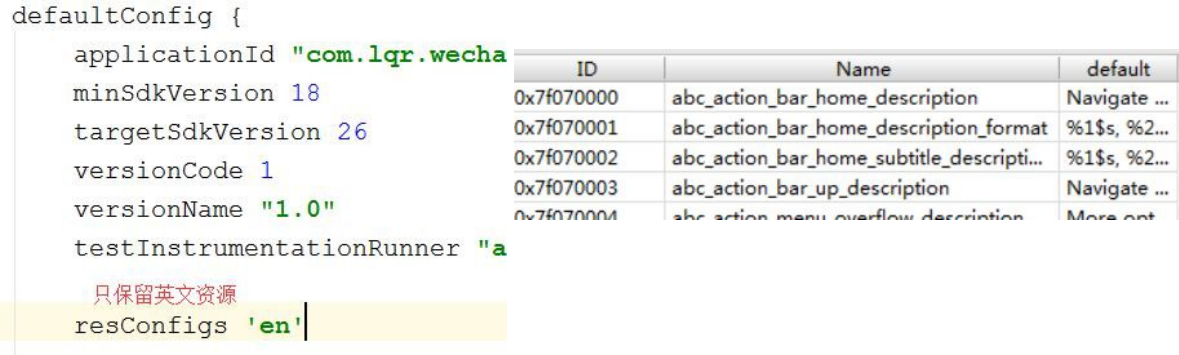 defaultConfig {
applicationId "com.lqr.wecha
minSdkVersion 18
targetSdkVersion 26
versionCode 1
versionName "1.0"
testInstrumentationRunner "a
只保留英文资源
resConfigs 'en'
ID Name default
0x7f070000 abc_action_bar_home_description Navigate ...
0x7f070001 abc_action_bar_home_description_format %1$s, %2...
0x7f070002 abc_action_bar_home_subtitle_descripti... %1$s, %2...
0x7f070003 abc_action_bar_up_description Navigate ...
0x7f070004 abc_action_menu_overflow_description More opt